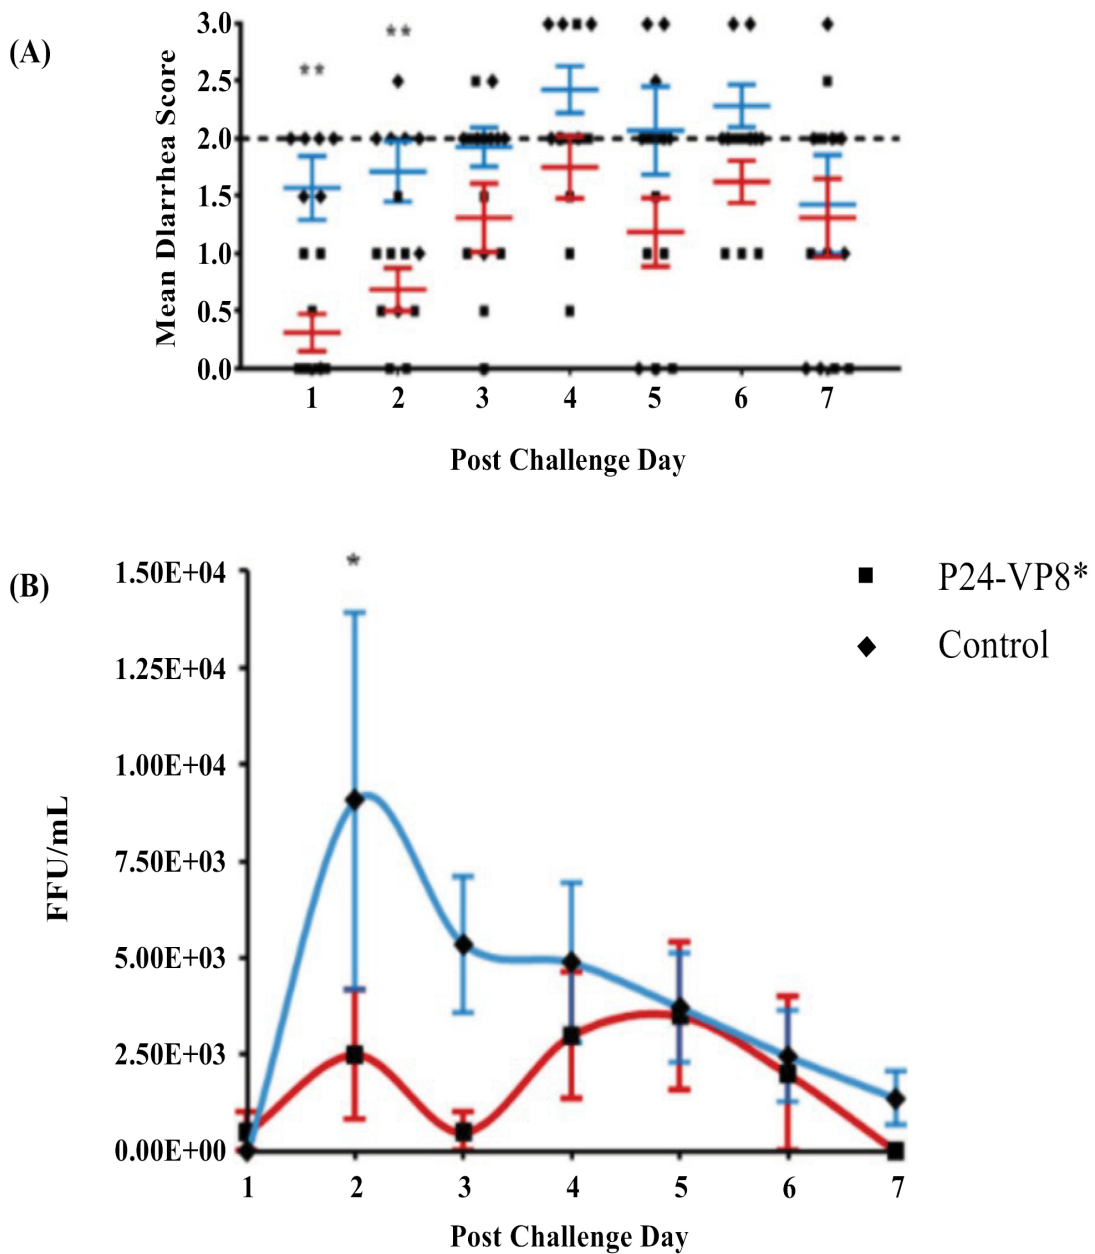 (A)
**
**
Mean DIarrhea Score
3.0
2.5
2.0
1.5
1.0
0.5
0.0
1 2 3 4 5 6 7
Post Challenge Day
(B)
*
FFU/mL
1.50E+04
1.25E+04
1.00E+04
7.50E+03
5.00E+03
2.50E+03
0.00E+00
1 2 3 4 5 6 7
Post Challenge Day
P24-VP8*
Control